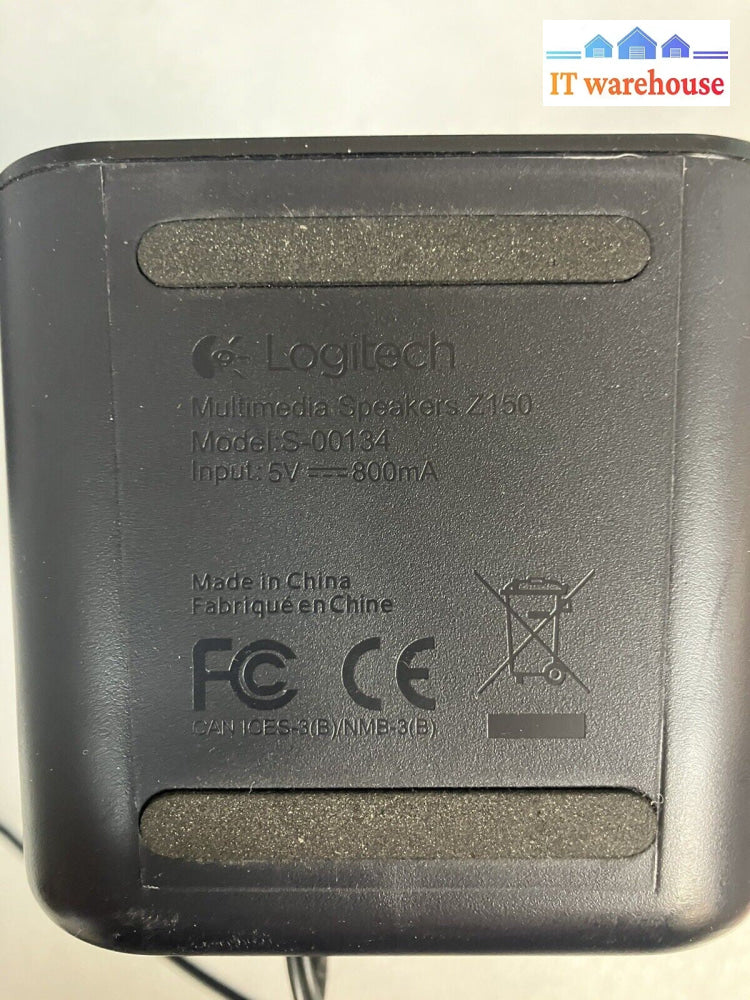 IT warehouse
Logitech
Multimedia Speakers Z150
Model:S-00134
Input: 5V ⎓ 800mA
Made in China
Fabriqué en Chine
FC CE
CAN ICES-3(B)/NMB-3(B)